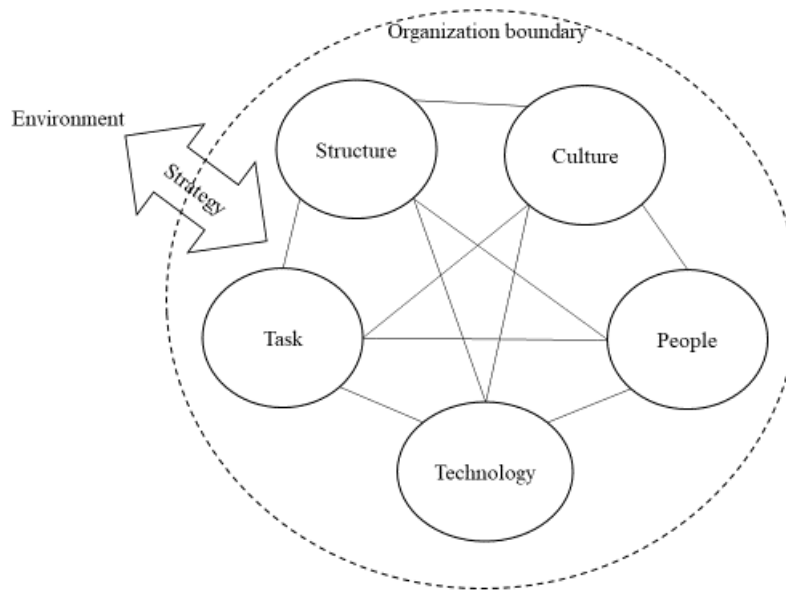 Organization boundary
Environment
Strategy
Structure
Culture
Task
People
Technology